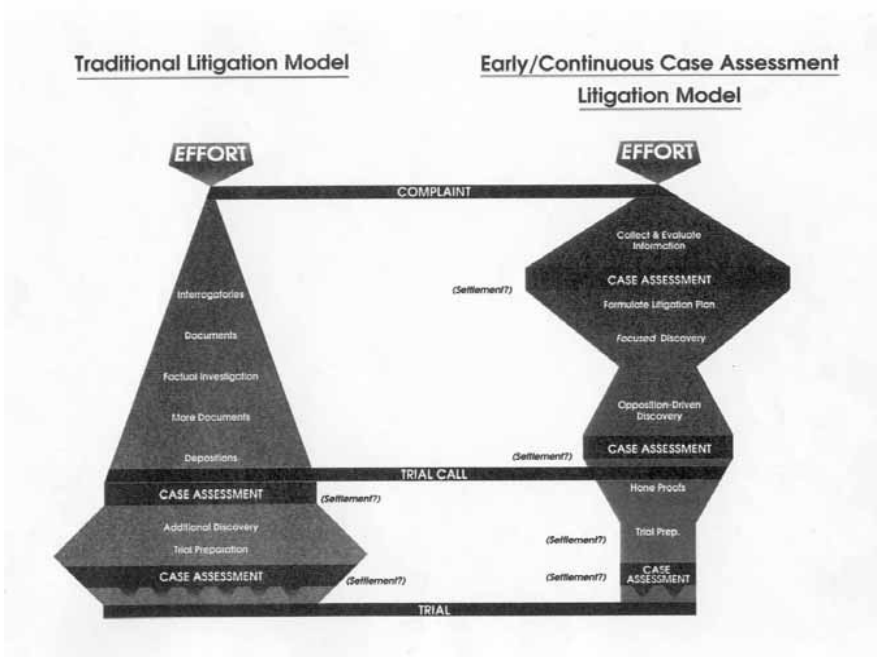 Traditional Litigation Model
Early/Continuous Case Assessment
Litigation Model
EFFORT
EFFORT
COMPLAINT
Interrogatories
Documents
Factual Investigation
More Documents
Depositions
Collect & Evaluate
Information
CASE ASSESSMENT
(Settlement?)
Formulate Litigation Plan
Focused Discovery
Opposition-Driven
Discovery
CASE ASSESSMENT
(Settlement?)
TRIAL CALL
CASE ASSESSMENT
(Settlement?)
Additional Discovery
Trial Preparation
CASE ASSESSMENT
(Settlement?)
Hone Proofs
Trial Prep.
(Settlement?)
(Settlement?)
CASE
ASSESSMENT
TRIAL